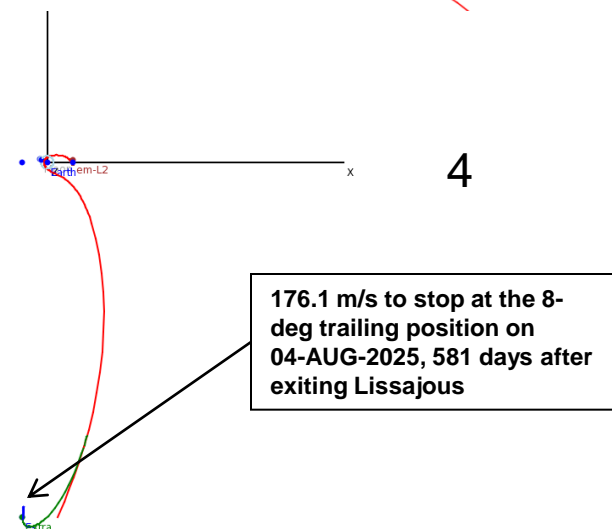 Earth
em-L2
X
4
176.1 m/s to stop at the 8-
deg trailing position on
04-AUG-2025, 581 days after
exiting Lissajous